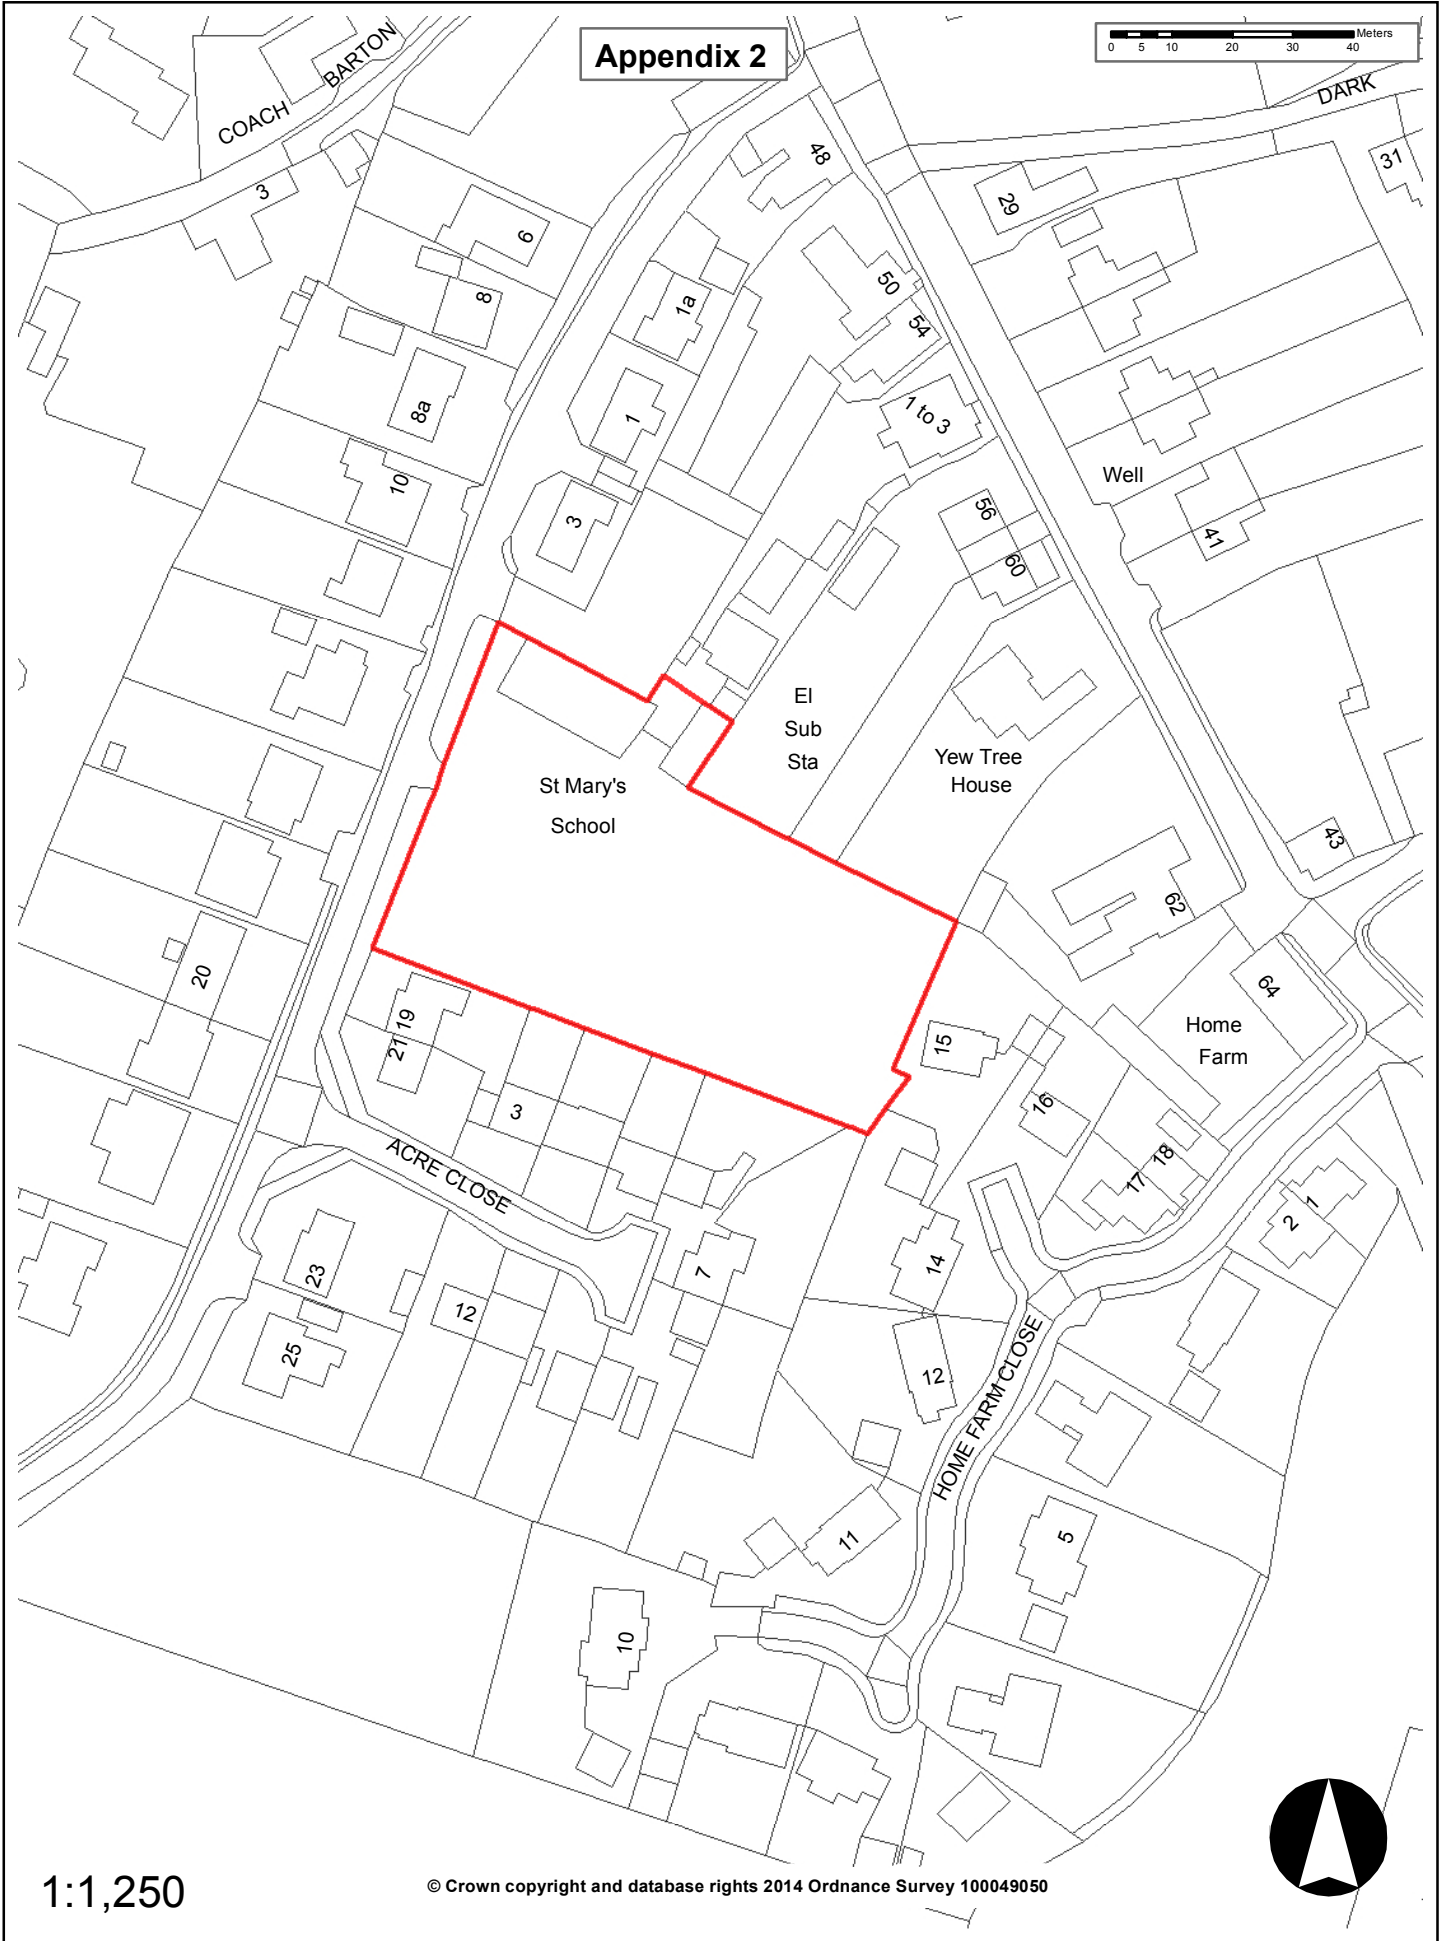 Appendix 2
0 5 10 20 30 40 Meters
COACH BARTON
DARK
3
6
8
8a
10
48
29
31
1a
50
54
1
1 to 3
3
Well
56
60
41
El
Sub
Sta
Yew Tree
House
St Mary's
School
43
62
20
64
Home
Farm
19
21
15
16
3
18
17
ACRE CLOSE
1
2
23
7
14
12
25
12
HOME FARM CLOSE
11
5
10
1:1,250
© Crown copyright and database rights 2014 Ordnance Survey 100049050